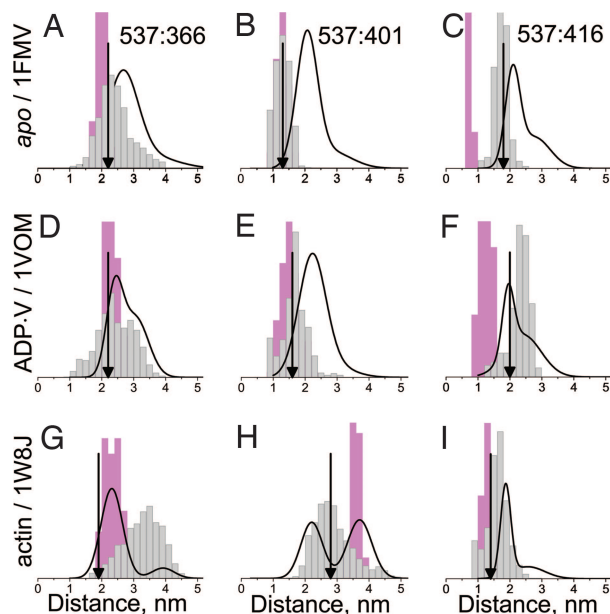 A 537:366 B 537:401 C 537:416
apo / 1FMV
0 1 2 3 4 5 0 1 2 3 4 5 0 1 2 3 4 5
D E F
ADP·V / 1VOM
0 1 2 3 4 5 0 1 2 3 4 5 0 1 2 3 4 5
G H I
actin / 1W8J
0 1 2 3 4 5 0 1 2 3 4 5 0 1 2 3 4 5
Distance, nm Distance, nm Distance, nm